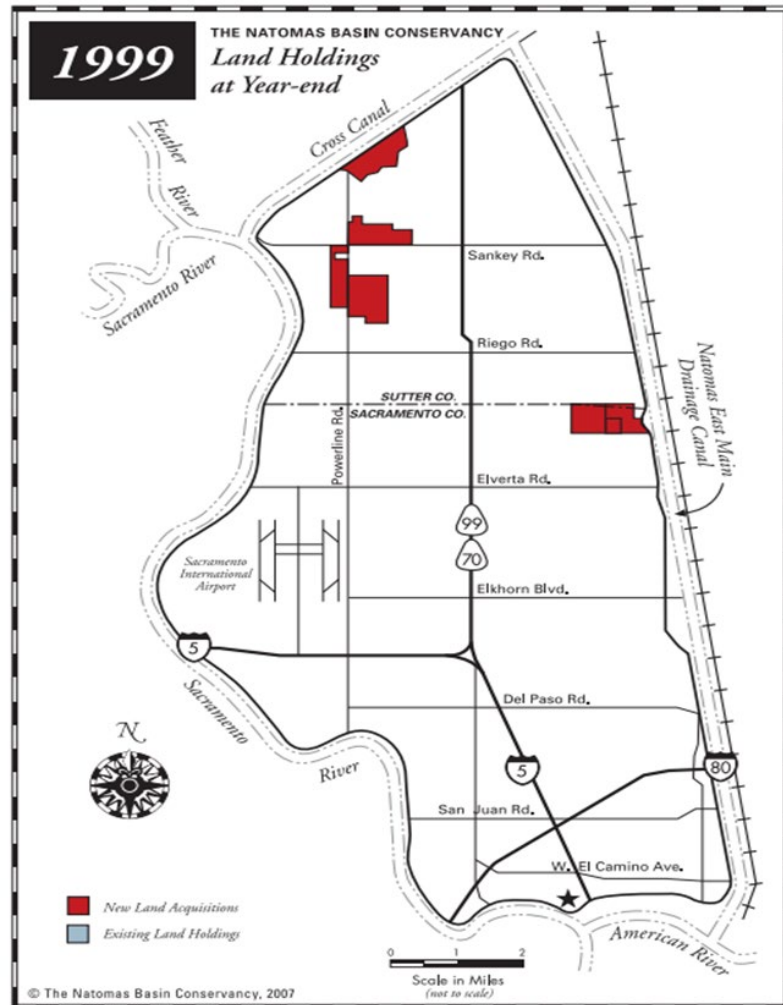 THE NATOMAS BASIN CONSERVANCY
1999
Land Holdings
at Year-end
Feather
River
Cross Canal
Sacramento River
Sankey Rd.
Riego Rd.
Natomas East Main
Drainage Canal
SUTTER CO.
SACRAMENTO CO.
Powerline Rd.
Elverta Rd.
99
70
Sacramento
International
Airport
Elkhorn Blvd.
5
Sacramento
River
Del Paso Rd.
N
5
80
San Juan Rd.
W. El Camino Ave.
New Land Acquisitions
Existing Land Holdings
American River
0 1 2
Scale in Miles
(not to scale)
© The Natomas Basin Conservancy, 2007